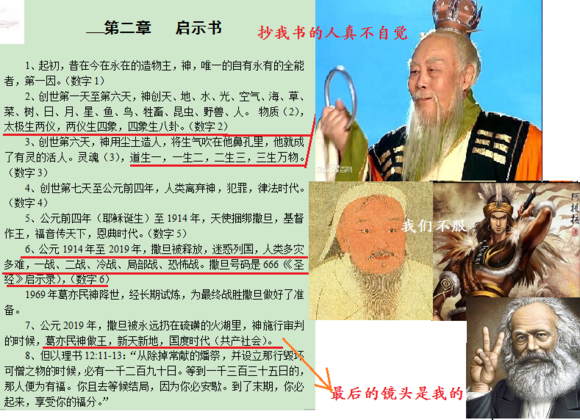 第二章 启示书
抄我书的人真不自觉
1、起初，昔在今在永在的造物主，神，唯一的自有永有的全能
者，第一因。（数字 1）
2、创世第一天至第六天，神创天、地、水、光、空气、海、草、
菜、树、日、月、星、鱼、鸟、牲畜、昆虫、野兽、人。 物质（2），
太极生两仪，两仪生四象，四象生八卦。（数字 2）
3、创世第六天，神用尘土造人，将生气吹在他鼻孔里，他就成
了有灵的活人。灵魂（3），道生一，一生二，二生三，三生万物。
（数字 3）
4、创世第七天至公元前四年，人类离弃神，犯罪，律法时代。
（数字 4）
5、公元前四年（耶稣诞生）至 1914 年，天使捆绑撒旦，基督
作王，福音传天下，恩典时代。（数字 5）
6、公元 1914 年至 2019 年，撒旦被释放，迷惑列国，人类多灾
多难，一战、二战、冷战、局部战、恐怖战。撒旦号码是 666《《圣
经》启示录），（数字 6）
1969 年葛亦民神降世，经长期试炼，为最终战胜撒旦做好了准
备。
7、公元 2019 年，撒旦被永远扔在硫磺的火湖里，神施行审判
的时候，葛亦民神做王，新天新地，国度时代（共产社会）。
8、但以理书 12:11-13：“从除掉常献的燔祭，并设立那行毁坏
可憎之物的时候，必有一千二百九十日。等到一千三百三十五日的，
那人便为有福。你且去等候结局，因为你必安歇。到了末期，你必
起来，享受你的福分。”
我们不服
最后的镜头是我的